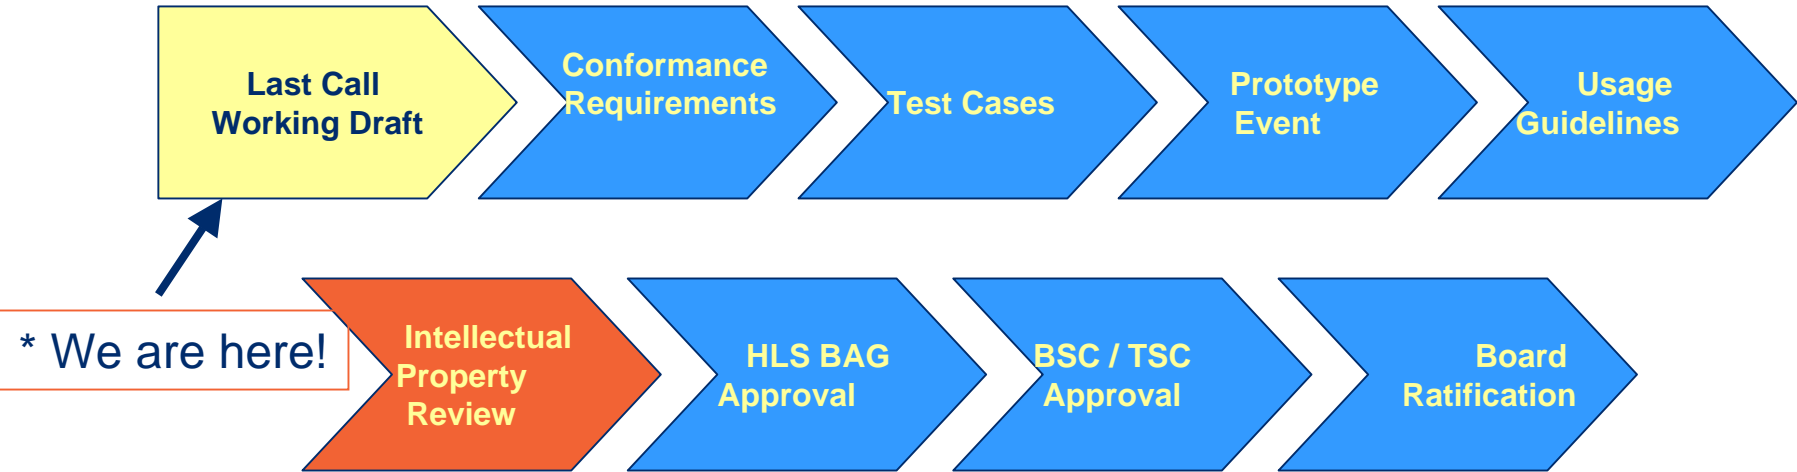 Last Call
Working Draft
Conformance
Requirements
Test Cases
Prototype
Event
Usage
Guidelines
* We are here!
Intellectual
Property
Review
HLS BAG
Approval
BSC / TSC
Approval
Board
Ratification